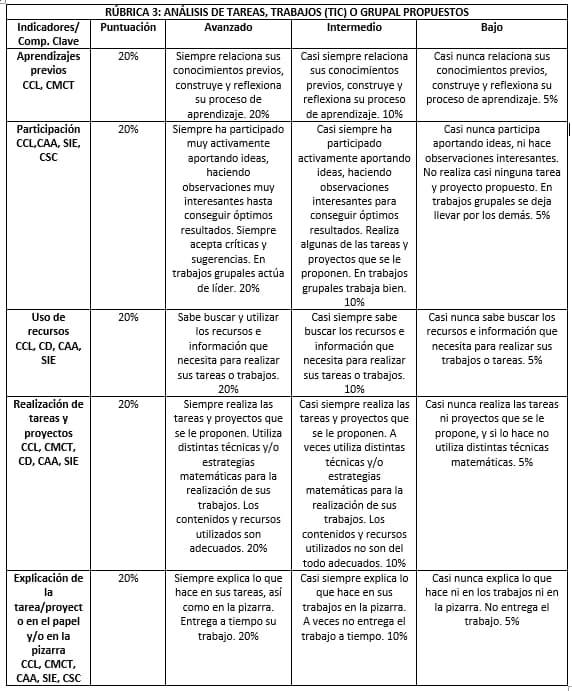 RÚBRICA 3: ANÁLISIS DE TAREAS, TRABAJOS (TIC) O GRUPAL PROPUESTOS
Indicadores/
Comp. Clave
Puntuación
Avanzado
Intermedio
Bajo
Aprendizajes
previos
CCL, CMCT
20%
Siempre relaciona sus
conocimientos previos,
construye y reflexiona
su proceso de
aprendizaje. 20%
Casi siempre relaciona
sus conocimientos
previos, construye y
reflexiona su proceso
de aprendizaje. 10%
Casi nunca relaciona sus
conocimientos previos,
construye y reflexiona su
proceso de aprendizaje. 5%
Participación
CCL,CAA, SIE,
CSC
20%
Siempre ha participado
muy activamente
aportando ideas,
haciendo
observaciones muy
interesantes hasta
conseguir óptimos
resultados. Siempre
acepta críticas y
sugerencias. En
trabajos grupales actúa
de líder. 20%
Casi siempre ha
participado
activamente aportando
ideas, haciendo
observaciones
interesantes para
conseguir óptimos
resultados. Realiza
algunas de las tareas y
proyectos que se le
proponen. En trabajos
grupales trabaja bien.
10%
Casi nunca participa
aportando ideas, ni hace
observaciones interesantes.
No realiza casi ninguna tarea
y proyecto propuesto. En
trabajos grupales se deja
llevar por los demás. 5%
Uso de
recursos
CCL, CD, CAA,
SIE
20%
Sabe buscar y utilizar
los recursos e
información que
necesita para realizar
sus tareas o trabajos.
20%
Casi siempre sabe
buscar los recursos e
información que
necesita para realizar
sus tareas o trabajos.
10%
Casi nunca sabe buscar los
recursos e información que
necesita para realizar sus
trabajos o tareas. 5%
Realización de
tareas y
proyectos
CCL, CMCT,
CD, CAA, SIE
20%
Siempre realiza las
tareas y proyectos que
se le proponen. Utiliza
distintas técnicas y/o
estrategias
matemáticas para la
realización de sus
trabajos. Los
contenidos y recursos
utilizados son
adecuados. 20%
Casi siempre realiza las
tareas y proyectos que
se le proponen. A
veces utiliza distintas
técnicas y/o
estrategias
matemáticas para la
realización de sus
trabajos. Los
contenidos y recursos
utilizados no son del
todo adecuados. 10%
Casi nunca realiza las tareas
ni proyectos que se le
propone, y si lo hace no
utiliza distintas técnicas
matemáticas. 5%
Explicación de
la
tarea/proyect
o en el papel
y/o en la
pizarra
CCL, CMCT,
CAA, SIE, CSC
20%
Siempre explica lo que
hace en sus tareas, así
como en la pizarra.
Entrega a tiempo su
trabajo. 20%
Casi siempre explica lo
que hace en sus
trabajos en la pizarra.
A veces no entrega el
trabajo a tiempo. 10%
Casi nunca explica lo que
hace ni en los trabajos ni en
la pizarra. No entrega el
trabajo. 5%